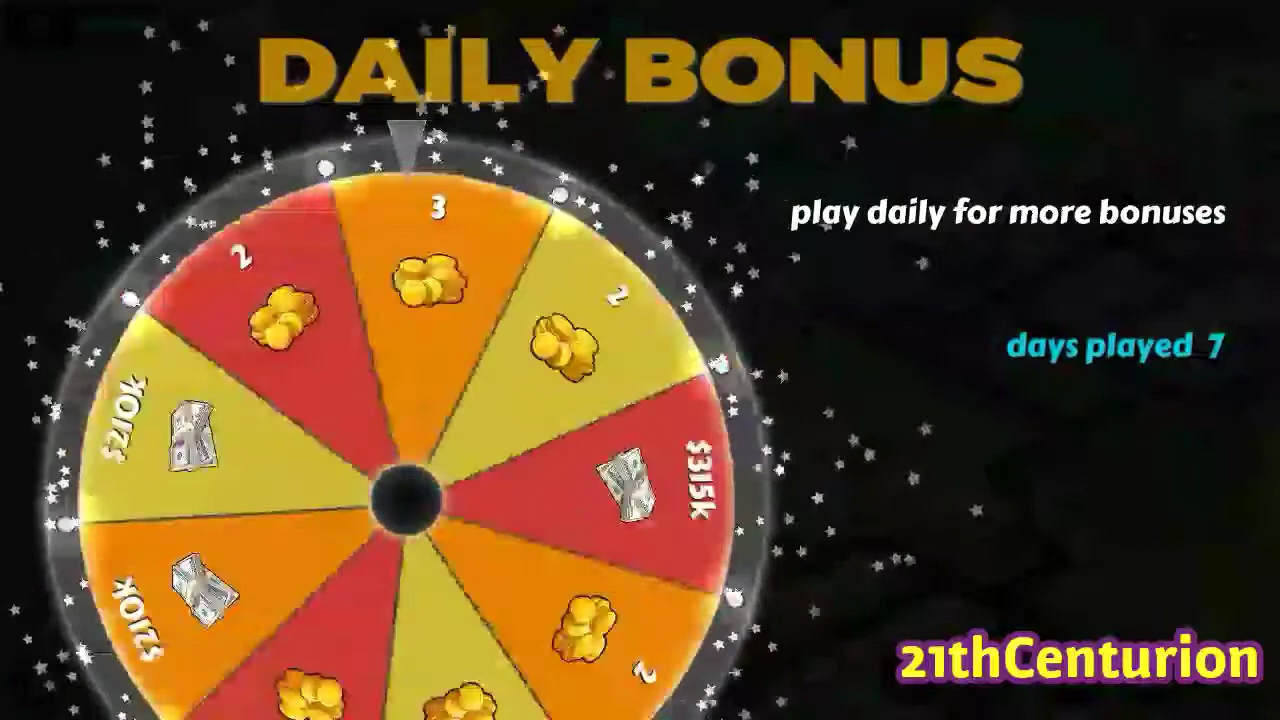 DAILY BONUS
3
2
2
play daily for more bonuses
days played 7
$210k
$315k
$210k
2
21thCenturion